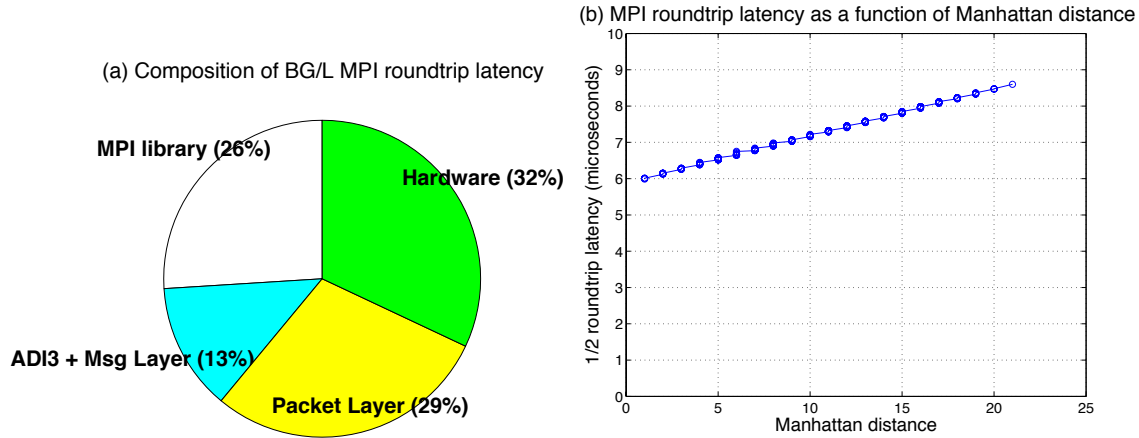 (a) Composition of BG/L MPI roundtrip latency
MPI library (26%)
Hardware (32%)
ADI3 + Msg Layer (13%)
Packet Layer (29%)
(b) MPI roundtrip latency as a function of Manhattan distance
1/2 roundtrip latency (microseconds)
10
9
8
7
6
5
4
3
2
1
0
0 5 10 15 20 25
Manhattan distance